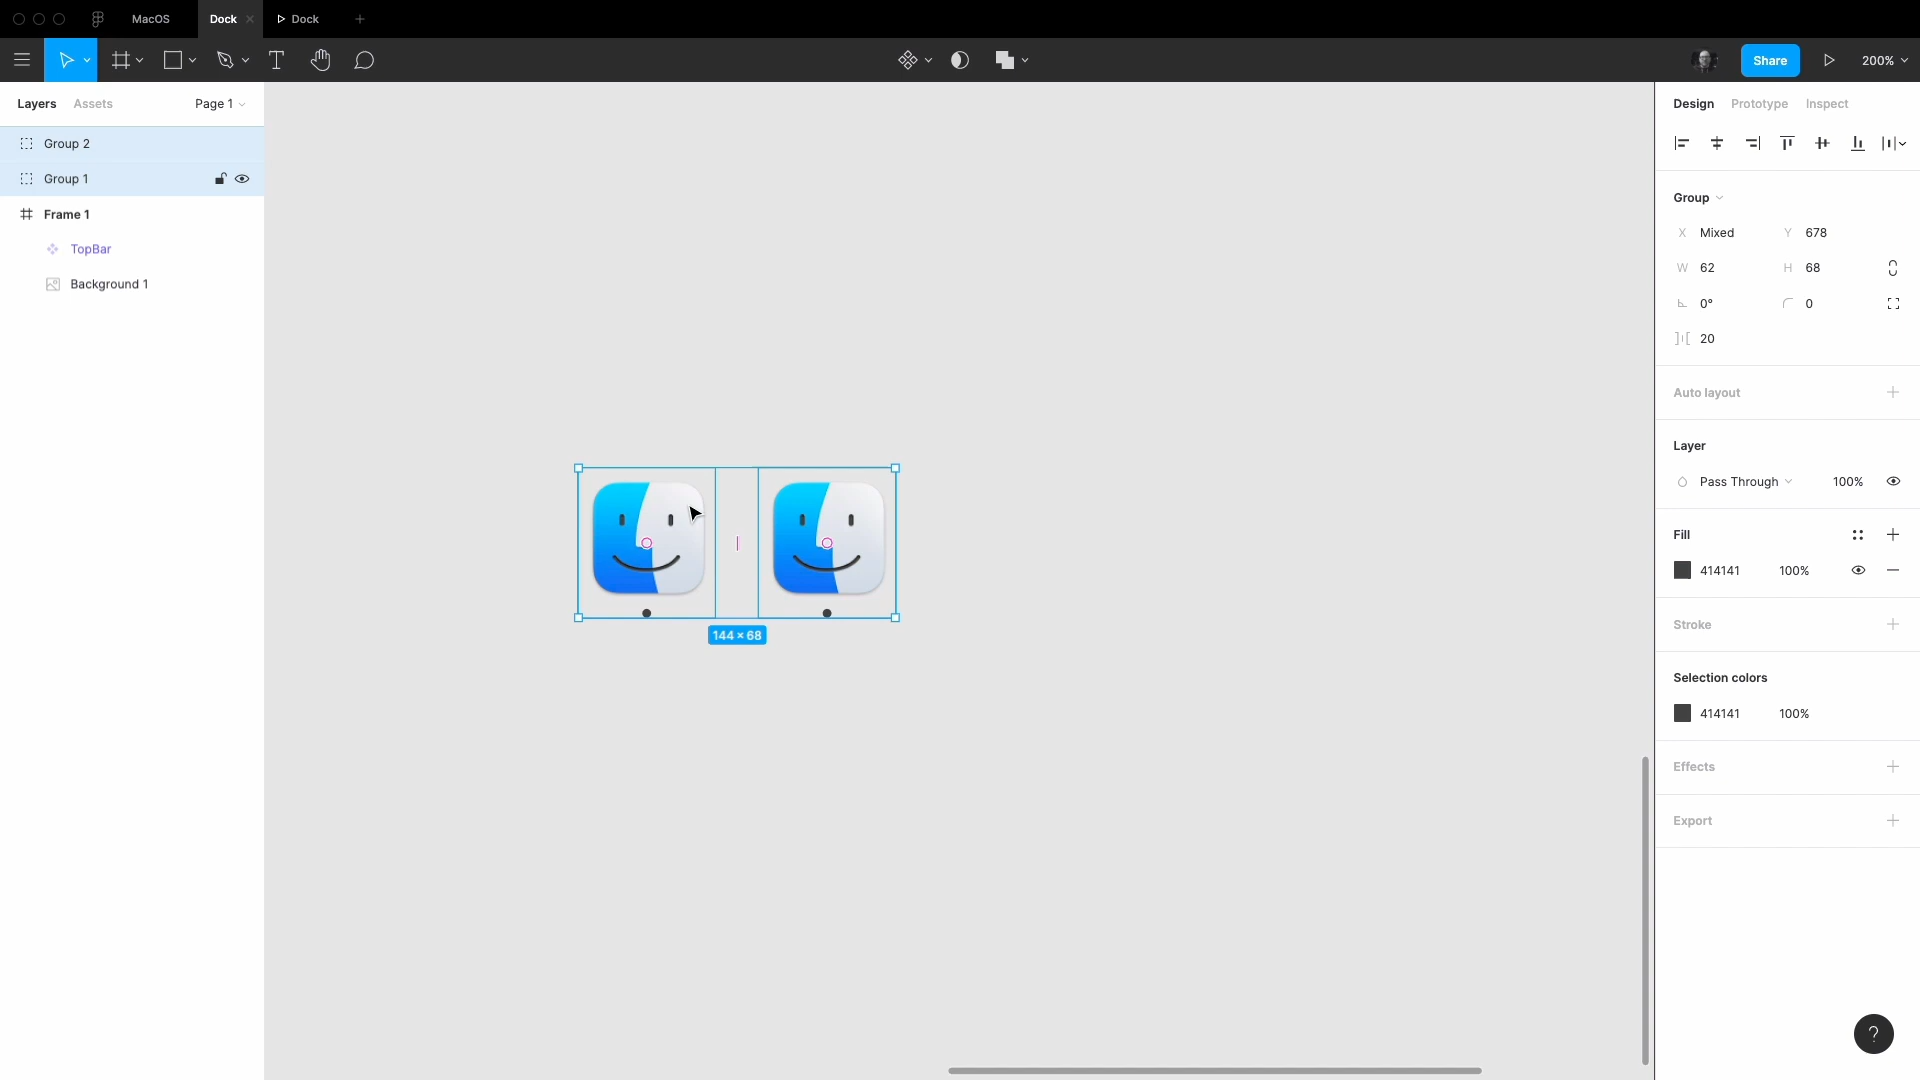 MacOS
Dock
Dock
Share
200%
Layers
Assets
Page 1
Group 2
Group 1
Frame 1
TopBar
Background 1
144 × 68
Design
Prototype
Inspect
Group
X Mixed
Y 678
W 62
H 68
0°
0
20
Auto layout
Layer
Pass Through
100%
Fill
414141
100%
Stroke
Selection colors
414141
100%
Effects
Export
?